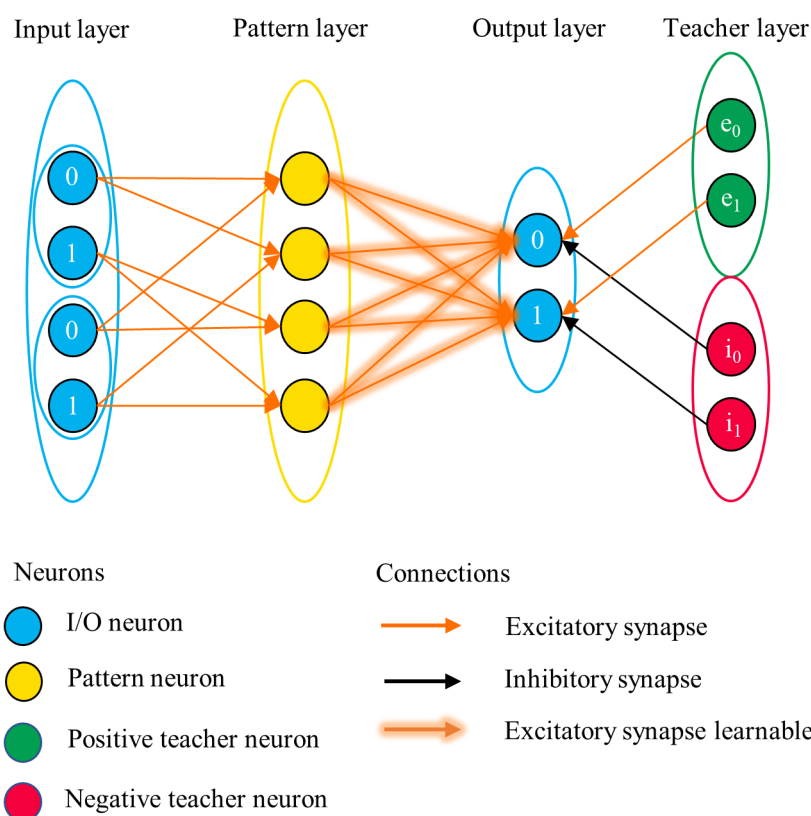 Input layer
Pattern layer
Output layer
Teacher layer
0
1
0
1
0
1
e0
e1
i0
i1
Neurons
I/O neuron
Pattern neuron
Positive teacher neuron
Negative teacher neuron
Connections
Excitatory synapse
Inhibitory synapse
Excitatory synapse learnable